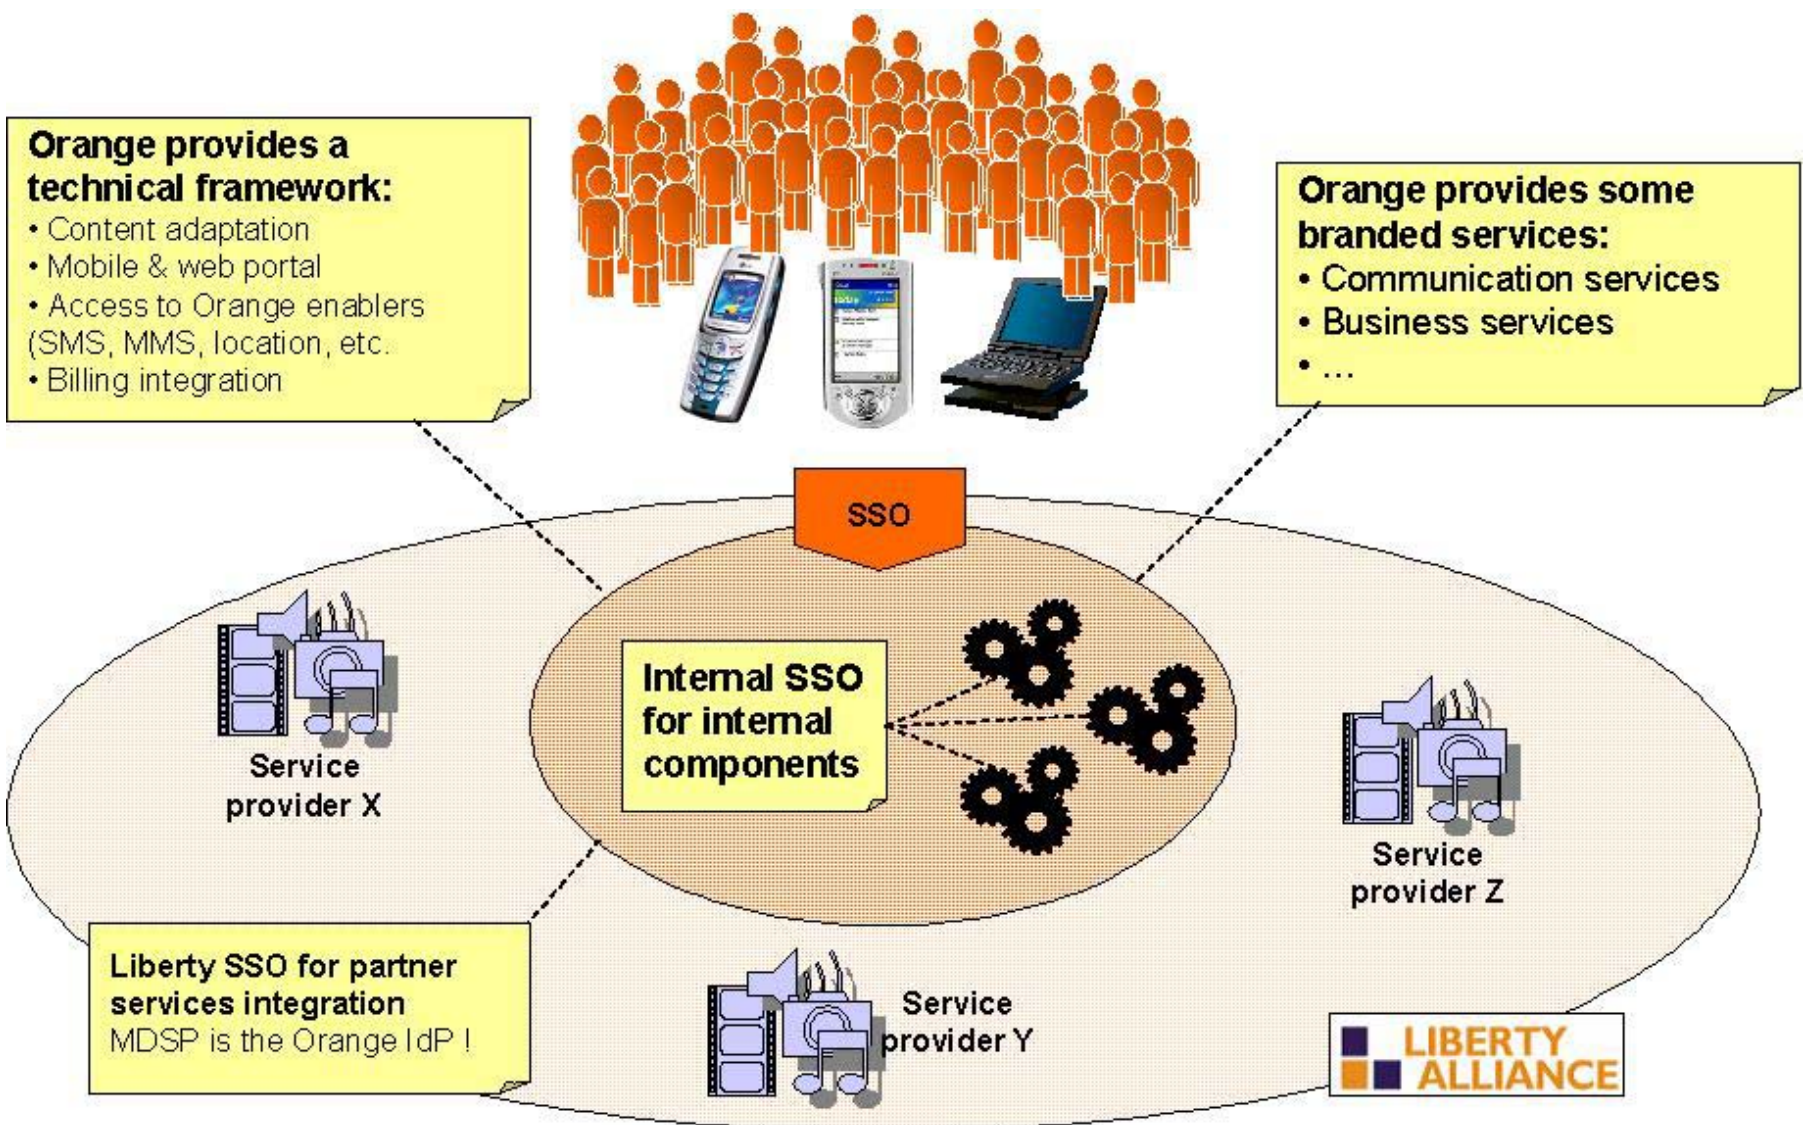 Orange provides a
technical framework:
• Content adaptation
• Mobile & web portal
• Access to Orange enablers
(SMS, MMS, location, etc.
• Billing integration
Orange provides some
branded services:
• Communication services
• Business services
• ...
SSO
Internal SSO
for internal
components
Service
provider X
Service
provider Z
Liberty SSO for partner
services integration
MDSP is the Orange IdP !
Service
provider Y
LIBERTY
ALLIANCE